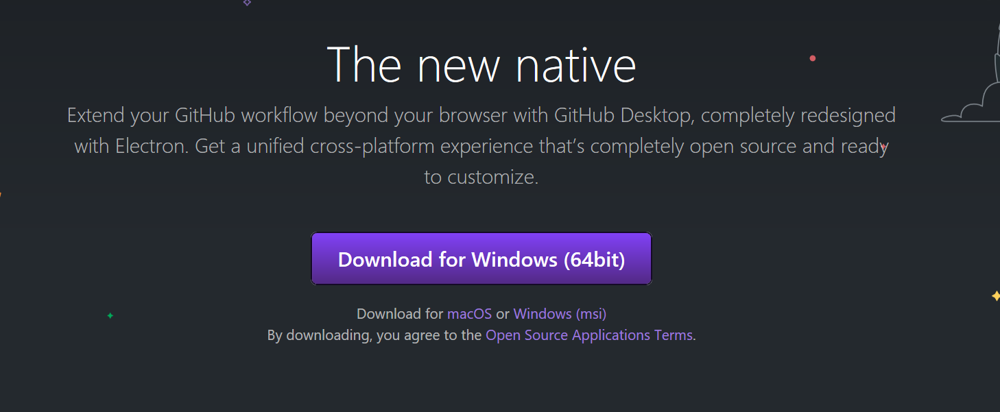 The new native
Extend your GitHub workflow beyond your browser with GitHub Desktop, completely redesigned
with Electron. Get a unified cross-platform experience that’s completely open source and ready
to customize.
Download for Windows (64bit)
Download for macOS or Windows (msi)
By downloading, you agree to the Open Source Applications Terms.